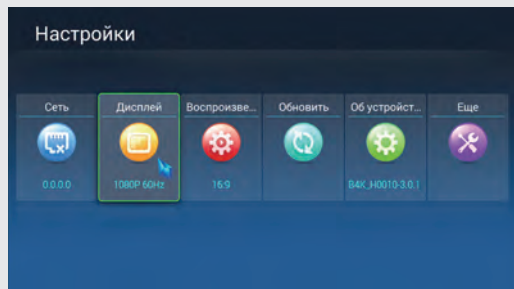 Настройки
Сеть
Дисплей
Воспроизве...
Обновить
Об устройст...
Еще
0.0.0.0
1080P 60Hz
16:9
B4K_H0010-3.0.1